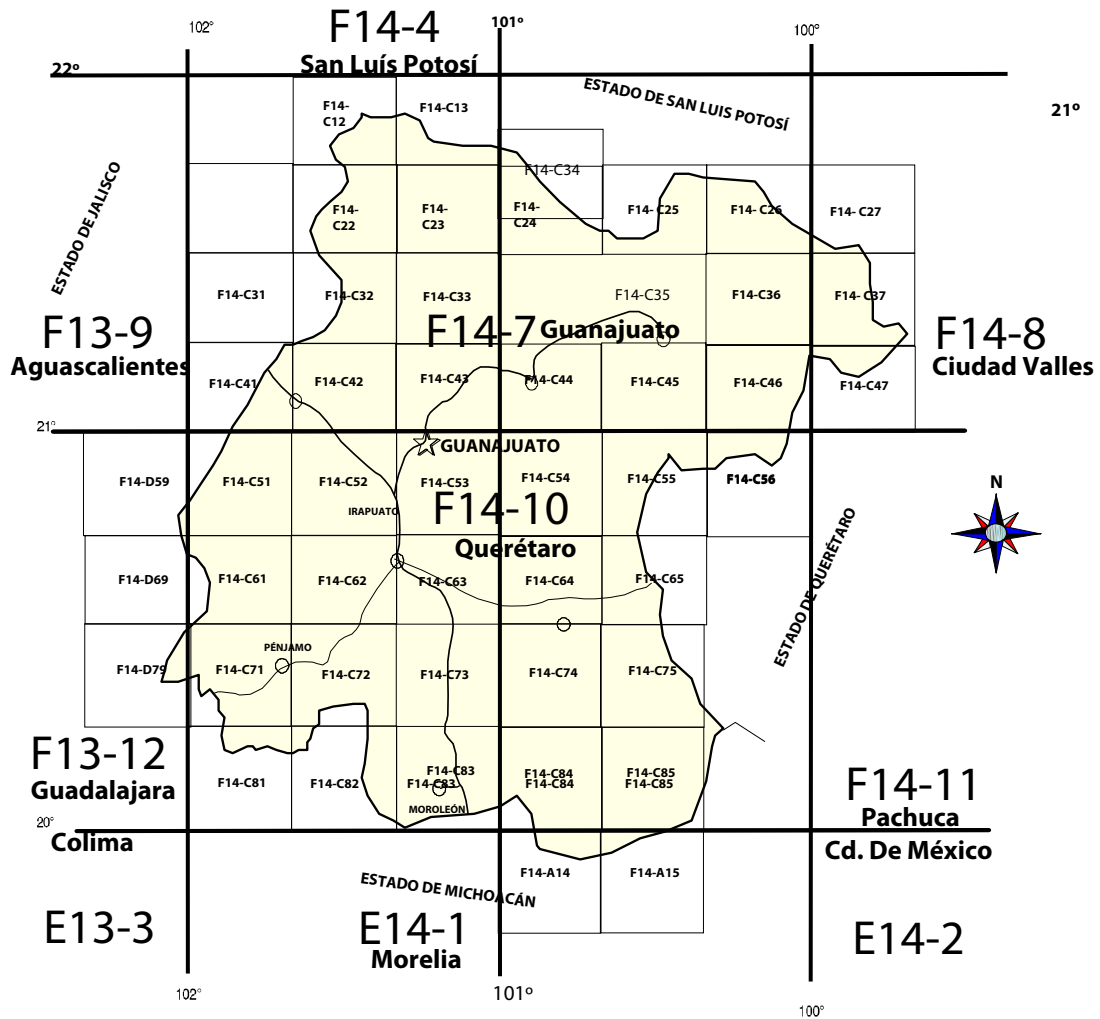 102°
F14-4
101º
100°
San Luís Potosí
22º
F14-
C12
F14-C13
ESTADO DE SAN LUIS POTOSÍ
21º
ESTADO DE JALISCO
F14-C34
F14-
C22
F14-
C23
F14-
C24
F14- C25
F14- C26
F14- C27
F14-C31
F14-C32
F14-C33
F14-C35
F14-C36
F14- C37
F13-9
Aguascalientes
F14-7
Guanajuato
F14-8
Ciudad Valles
F14-C41
F14-C42
F14-C43
F14-C44
F14-C45
F14-C46
F14-C47
21°
GUANAJUATO
F14-D59
F14-C51
F14-C52
F14-C53
F14-C54
F14-C55
F14-C56
N
IRAPUATO
F14-10
Querétaro
ESTADO DE QUERÉTARO
F14-D69
F14-C61
F14-C62
F14-C63
F14-C64
F14-C65
PÉNJAMO
F14-D79
F14-C71
F14-C72
F14-C73
F14-C74
F14-C75
F13-12
Guadalajara
F14-C81
F14-C82
F14-C83
F14-C83
F14-C84
F14-C84
F14-C85
F14-C85
MOROLEÓN
F14-11
Pachuca
20°
Colima
Cd. De México
ESTADO DE MICHOACÁN
F14-A14
F14-A15
E13-3
E14-1
Morelia
E14-2
102°
101º
100°